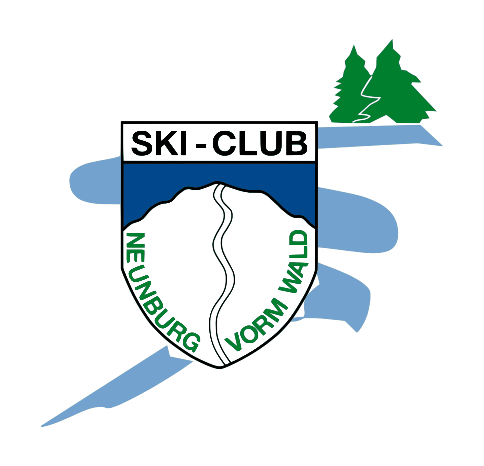 SKI - CLUB
NEUNBURG
VORM WALD